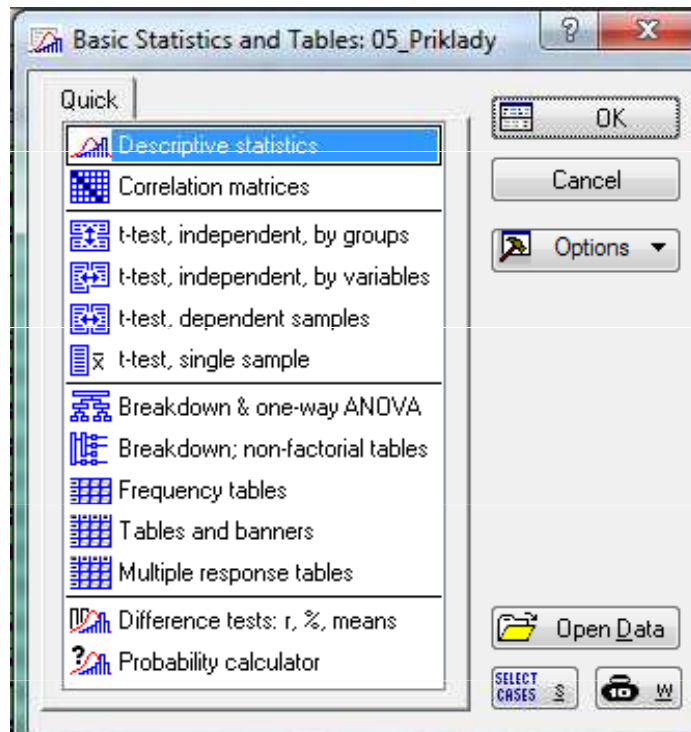 Basic Statistics and Tables: 05_Priklady
Quick
Descriptive statistics
Correlation matrices
t-test, independent, by groups
t-test, independent, by variables
t-test, dependent samples
t-test, single sample
Breakdown & one-way ANOVA
Breakdown; non-factorial tables
Frequency tables
Tables and banners
Multiple response tables
Difference tests: r, %, means
Probability calculator
OK
Cancel
Options
Open Data
SELECT
CASES S
W